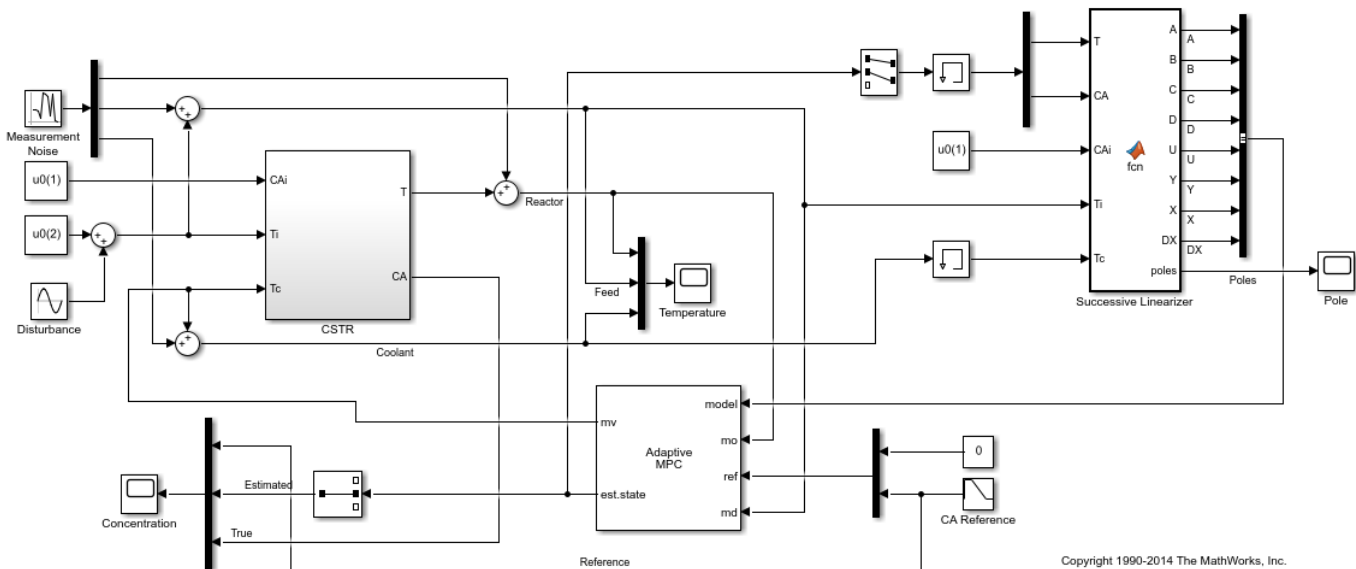 Measurement
Noise
+
+
u0(1)
u0(2)
+
+
Disturbance
CAi
Ti
Tc
T
CA
CSTR
+
+
Coolant
+
+
Reactor
Feed
Temperature
u0(1)
T
CA
CAi
Ti
Tc
fcn
A
B
C
D
U
Y
X
DX
poles
Successive Linearizer
A
B
C
D
U
Y
X
DX
Poles
Pole
mv
est.state
Adaptive
MPC
model
mo
ref
md
0
CA Reference
Concentration
Estimated
True
Reference
Copyright 1990-2014 The MathWorks, Inc.